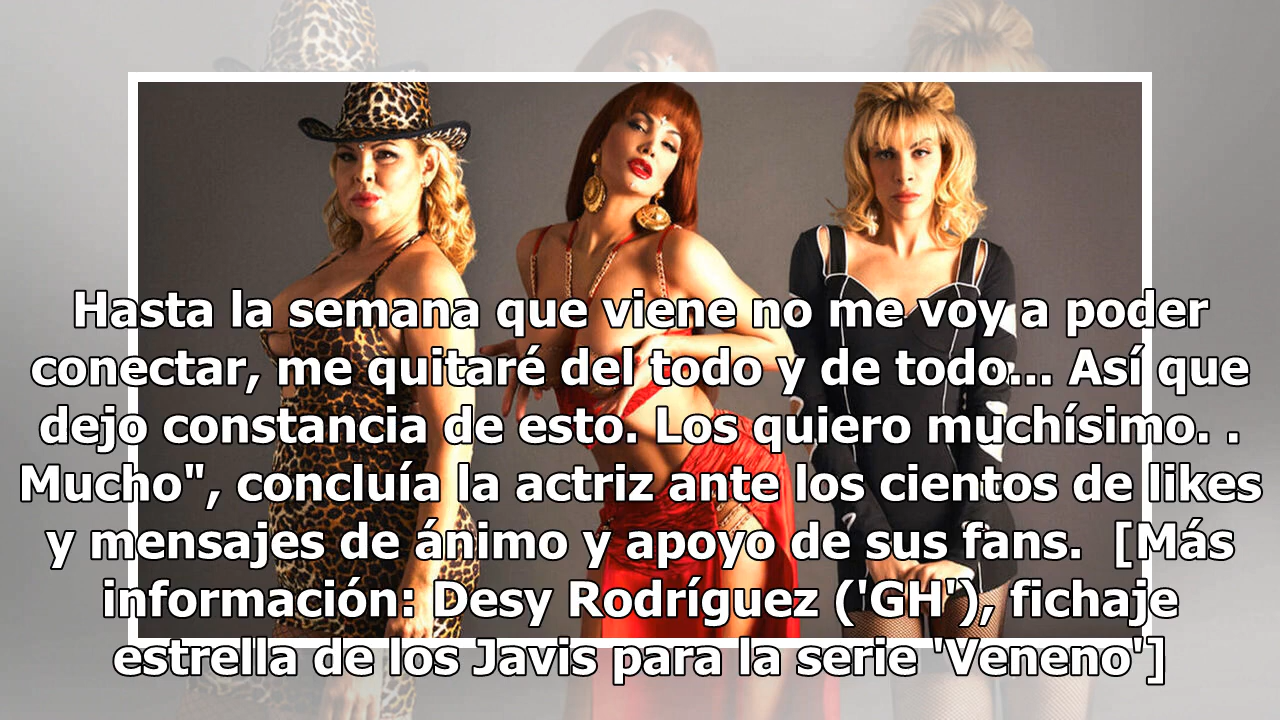 Hasta la semana que viene no me voy a poder
conectar, me quitaré del todo y de todo... Así que
dejo constancia de esto. Los quiero muchísimo. .
Mucho", concluía la actriz ante los cientos de likes
y mensajes de ánimo y apoyo de sus fans.  [Más
información: Desy Rodríguez ('GH'), fichaje
estrella de los Javis para la serie 'Veneno']